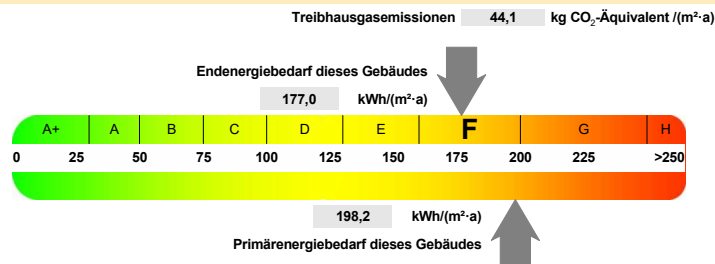 Treibhausgasemissionen 44,1 kg CO₂-Äquivalent /(m²·a)
Endenergiebedarf dieses Gebäudes
177,0 kWh/(m²·a)
A+ A B C D E F G H
0 25 50 75 100 125 150 175 200 225 >250
198,2 kWh/(m²·a)
Primärenergiebedarf dieses Gebäudes